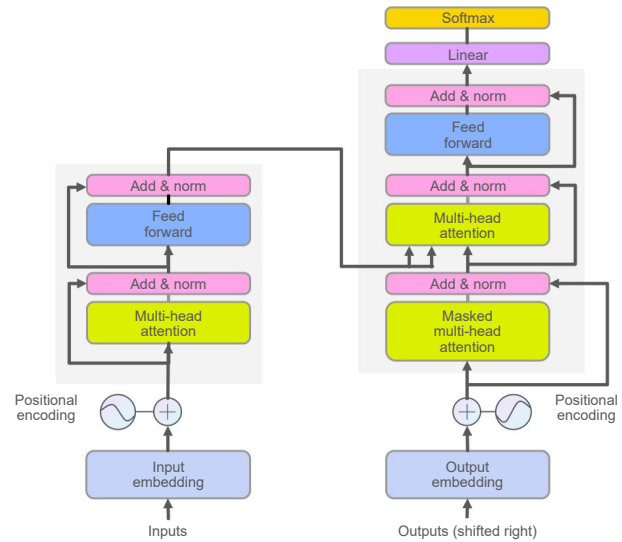 Softmax
Linear
Add & norm
Feed
forward
Add & norm
Multi-head
attention
Add & norm
Masked
multi-head
attention
Positional
encoding
Output
embedding
Outputs (shifted right)
Add & norm
Feed
forward
Add & norm
Multi-head
attention
Positional
encoding
Input
embedding
Inputs